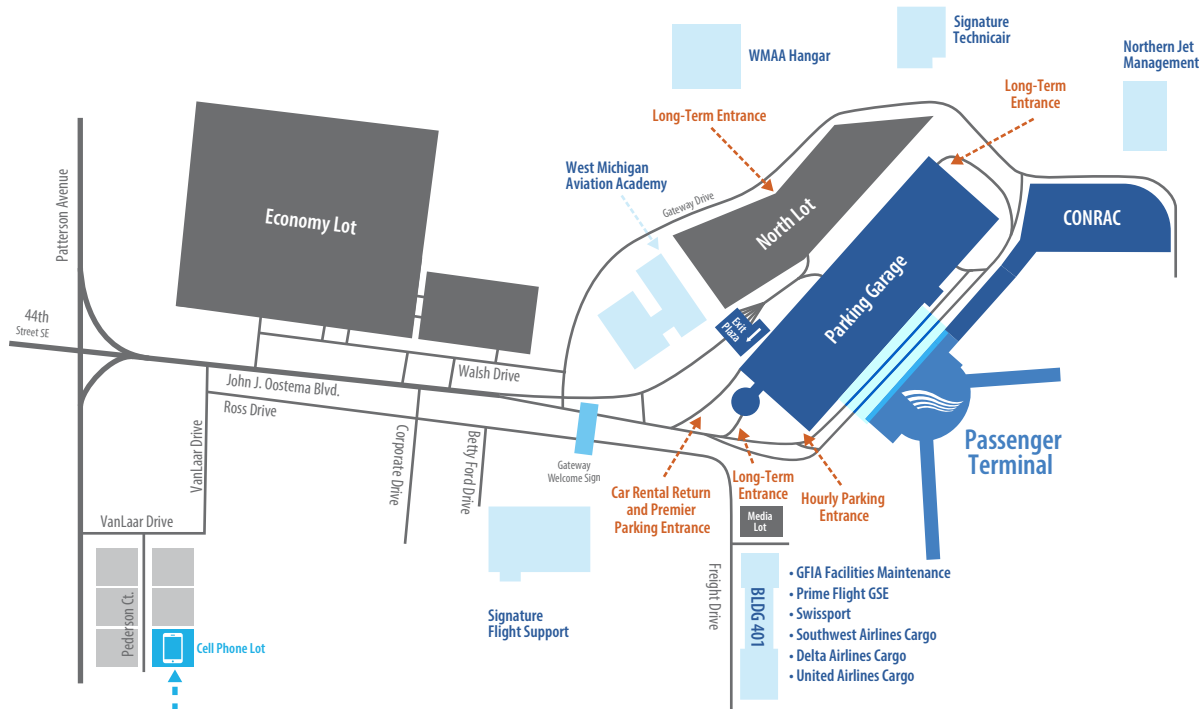 Signature
Technicair
WMAA Hangar
Northern Jet
Management
Long-Term
Entrance
Long-Term Entrance
West Michigan
Aviation Academy
Patterson Avenue
Economy Lot
Gateway Drive
North Lot
CONRAC
Parking Garage
Exit
Plaza
44th
Street SE
Walsh Drive
John J. Oostema Blvd.
Ross Drive
VanLaar Drive
Corporate Drive
Betty Ford Drive
Gateway
Welcome Sign
Passenger
Terminal
Car Rental Return
and Premier
Parking Entrance
Long-Term
Entrance
Hourly Parking
Entrance
Media
Lot
VanLaar Drive
Pederson Ct.
Cell Phone Lot
Signature
Flight Support
Freight Drive
BLDG 401
• GFIA Facilities Maintenance
• Prime Flight GSE
• Swissport
• Southwest Airlines Cargo
• Delta Airlines Cargo
• United Airlines Cargo